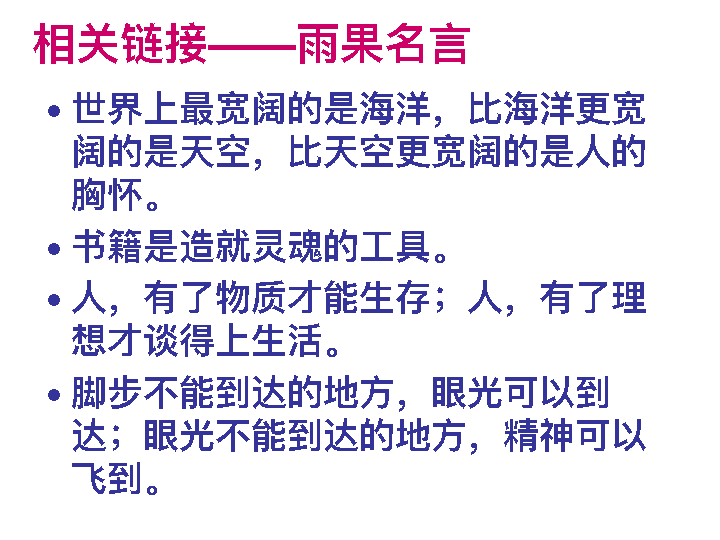 相关链接——雨果名言
• 世界上最宽阔的是海洋，比海洋更宽
阔的是天空，比天空更宽阔的是人的
胸怀。
• 书籍是造就灵魂的工具。
• 人，有了物质才能生存；人，有了理
想才谈得上生活。
• 脚步不能到达的地方，眼光可以到
达；眼光不能到达的地方，精神可以
飞到。